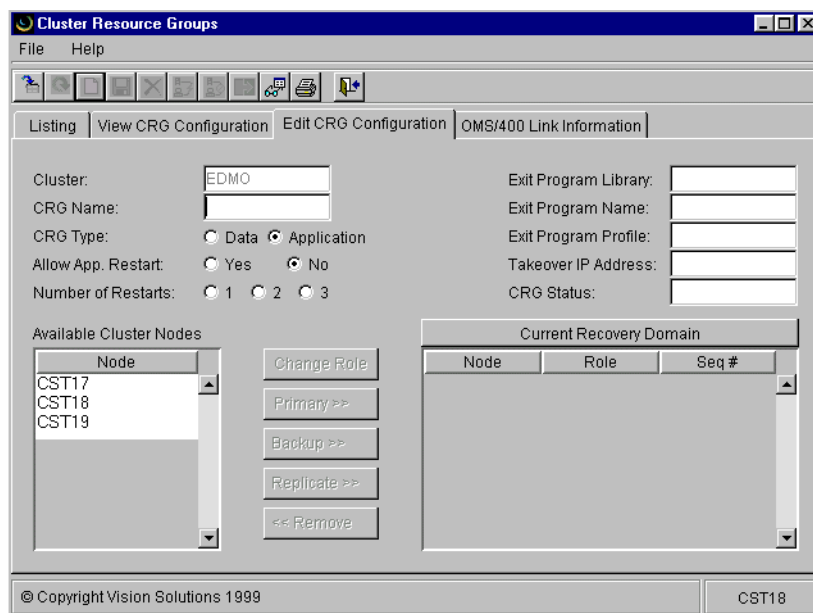 Cluster Resource Groups
File Help
Listing View CRG Configuration Edit CRG Configuration OMS/400 Link Information
Cluster: EDMO Exit Program Library:
CRG Name: Exit Program Name:
CRG Type: Data Application Exit Program Profile:
Allow App. Restart: Yes No Takeover IP Address:
Number of Restarts: 1 2 3 CRG Status:
Available Cluster Nodes Current Recovery Domain
Node Change Role Node Role Seq #
CST17
CST18 Primary >>
CST19
Backup >>
Replicate >>
<< Remove
© Copyright Vision Solutions 1999 CST18